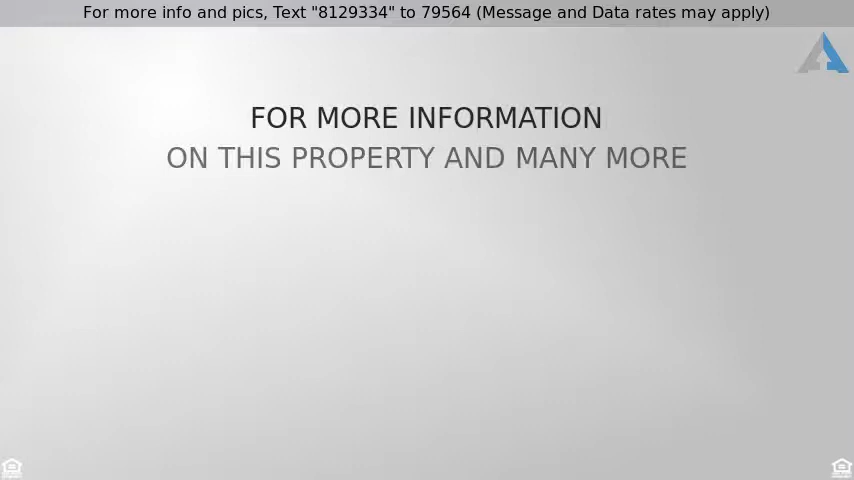 For more info and pics, Text "8129334" to 79564 (Message and Data rates may apply)
FOR MORE INFORMATION
ON THIS PROPERTY AND MANY MORE